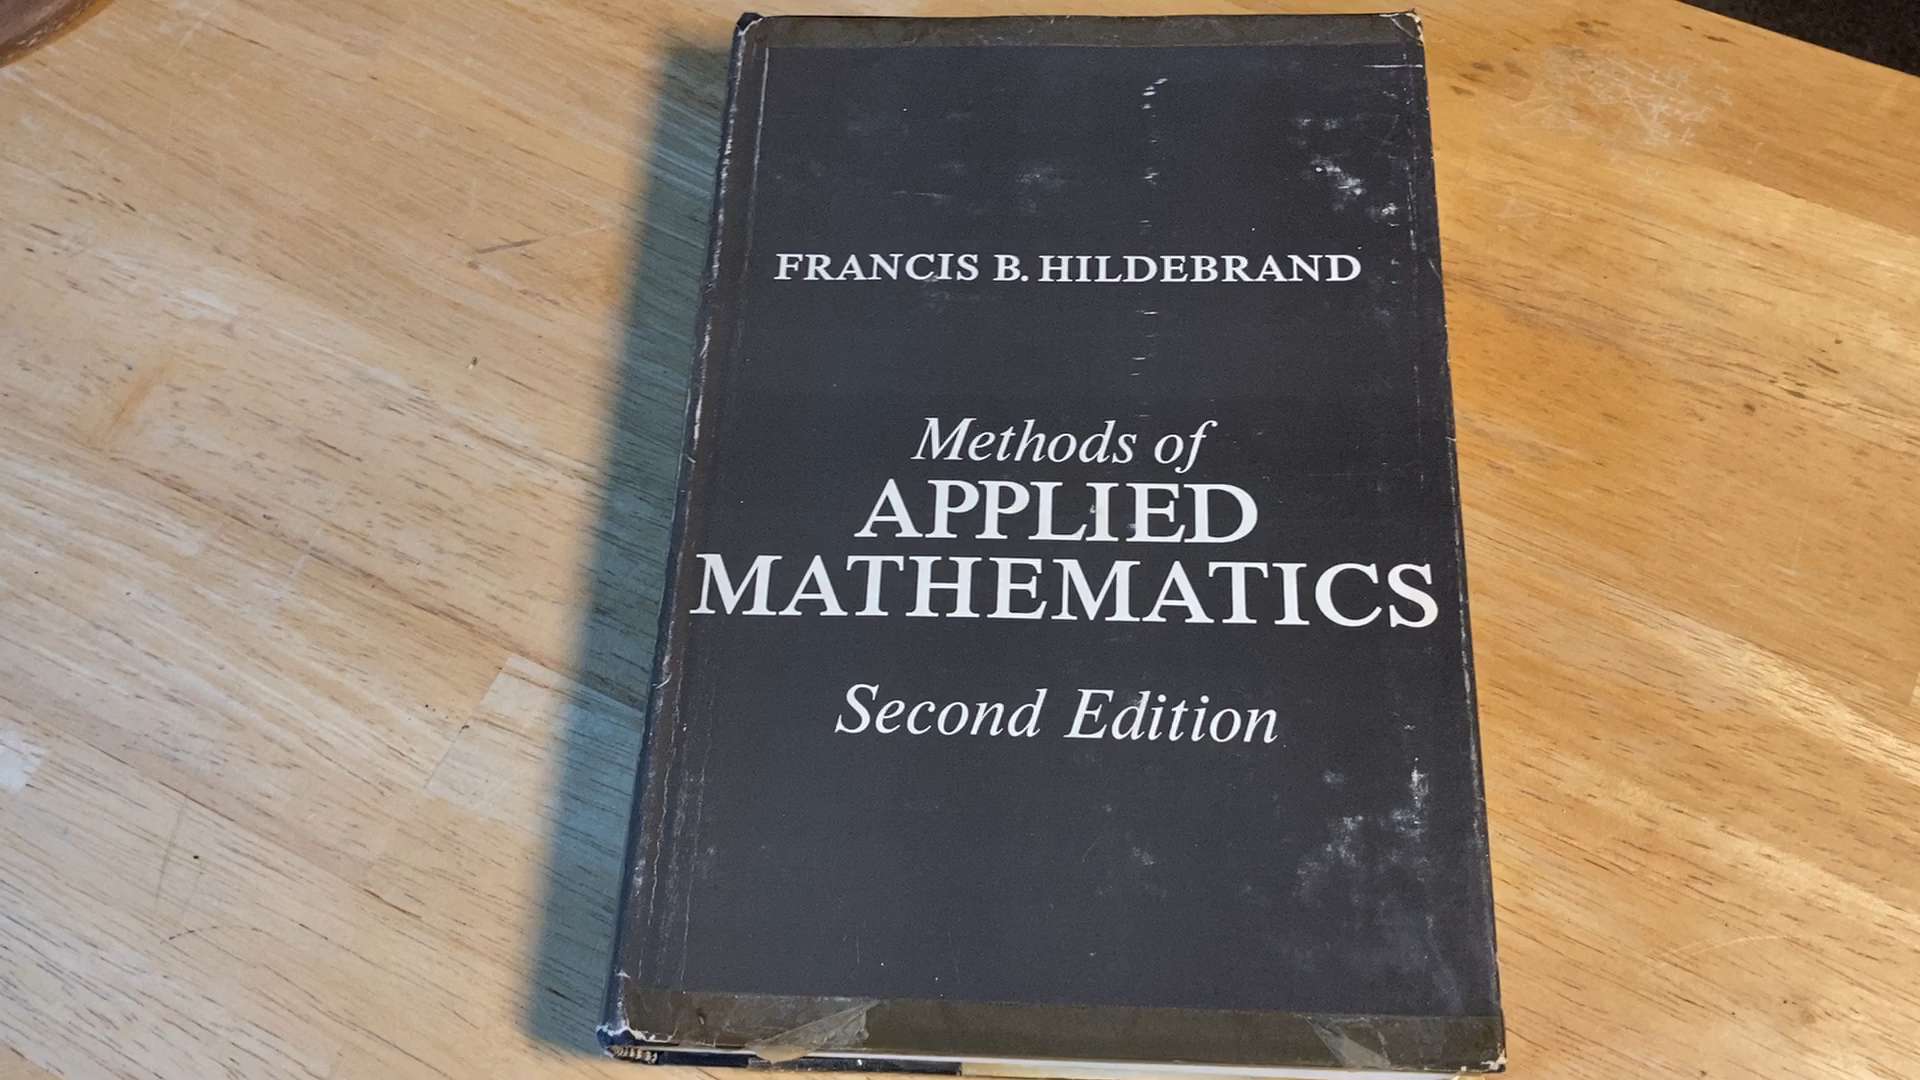 FRANCIS B. HILDEBRAND
Methods of
APPLIED
MATHEMATICS
Second Edition